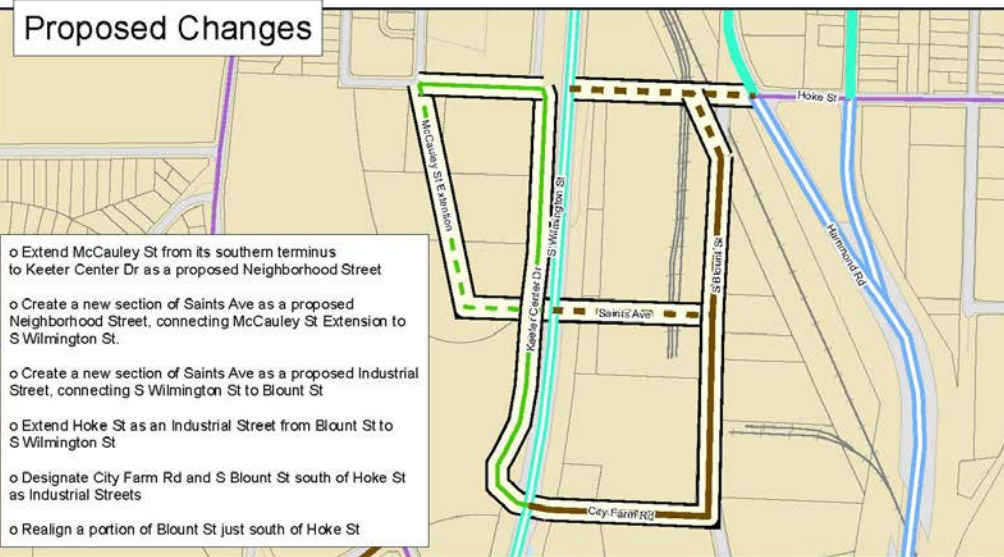 Proposed Changes
Hoke St
McCauley St Extention
S Wilmington St
Hammond Rd
S Blount St
Keeter Center Dr
Saints Ave
City Farm Rd
o Extend McCauley St from its southern terminus
to Keeter Center Dr as a proposed Neighborhood Street
o Create a new section of Saints Ave as a proposed
Neighborhood Street, connecting McCauley St Extension to
S Wilmington St.
o Create a new section of Saints Ave as a proposed Industrial
Street, connecting S Wilmington St to Blount St
o Extend Hoke St as an Industrial Street from Blount St to
S Wilmington St
o Designate City Farm Rd and S Blount St south of Hoke St
as Industrial Streets
o Realign a portion of Blount St just south of Hoke St